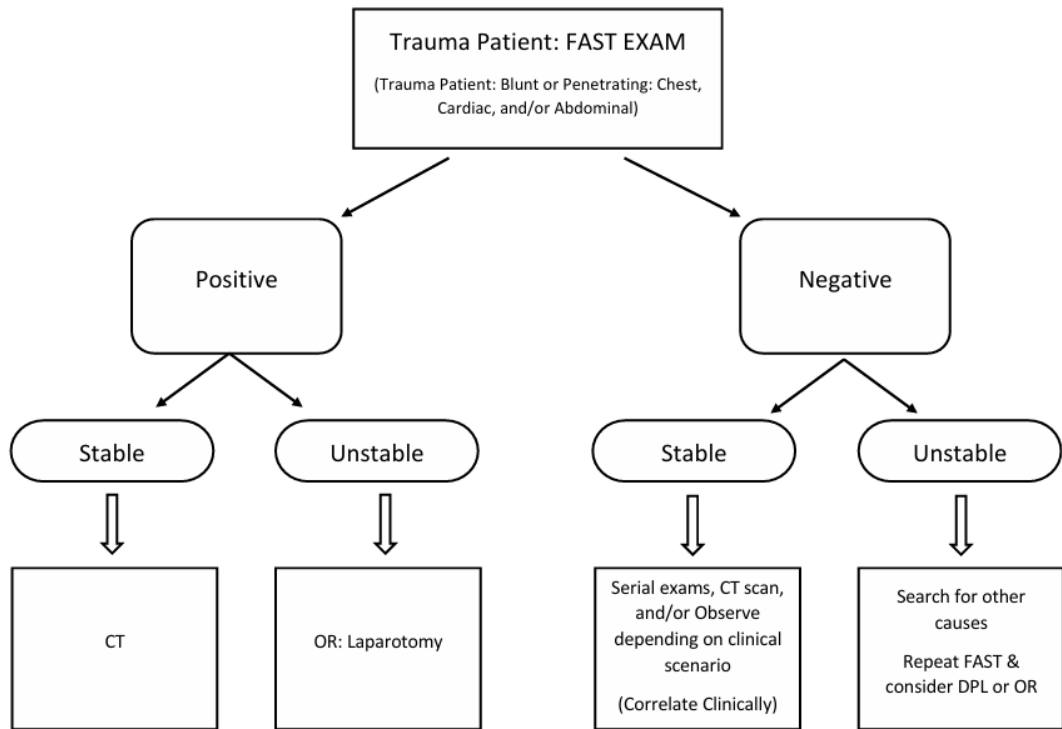 Trauma Patient: FAST EXAM
(Trauma Patient: Blunt or Penetrating: Chest,
Cardiac, and/or Abdominal)
Positive
Negative
Stable
Unstable
Stable
Unstable
CT
OR: Laparotomy
Serial exams, CT scan,
and/or Observe
depending on clinical
scenario
(Correlate Clinically)
Search for other
causes
Repeat FAST &
consider DPL or OR